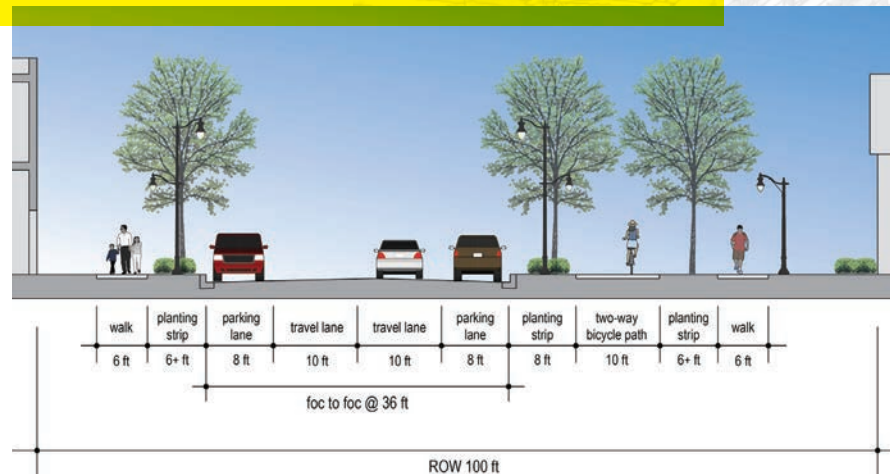 walk
planting
strip
parking
lane
travel lane
travel lane
parking
lane
planting
strip
two-way
bicycle path
planting
strip
walk
6 ft
6+ ft
8 ft
10 ft
10 ft
8 ft
8 ft
10 ft
6+ ft
6 ft
foc to foc @ 36 ft
ROW 100 ft